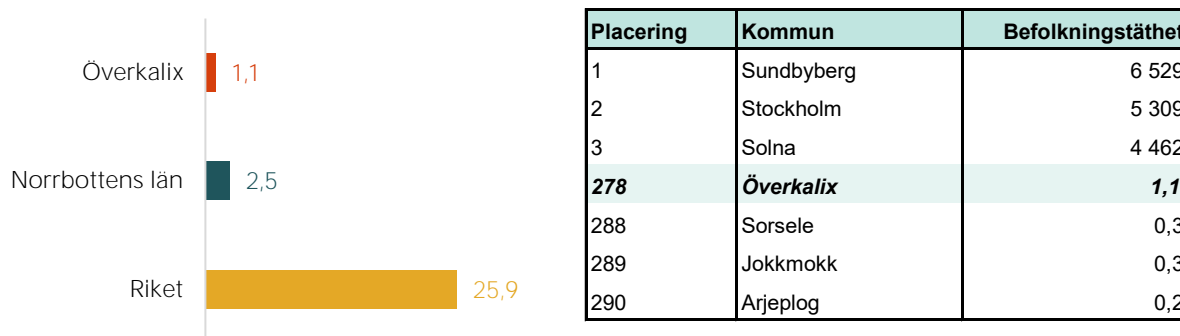 Överkalix 1,1
Norrbottens län 2,5
Riket 25,9
Placering Kommun Befolkningstäthet
1 Sundbyberg 6 529
2 Stockholm 5 309
3 Solna 4 462
278 Överkalix 1,1
288 Sorsele 0,3
289 Jokkmokk 0,3
290 Arjeplog 0,2